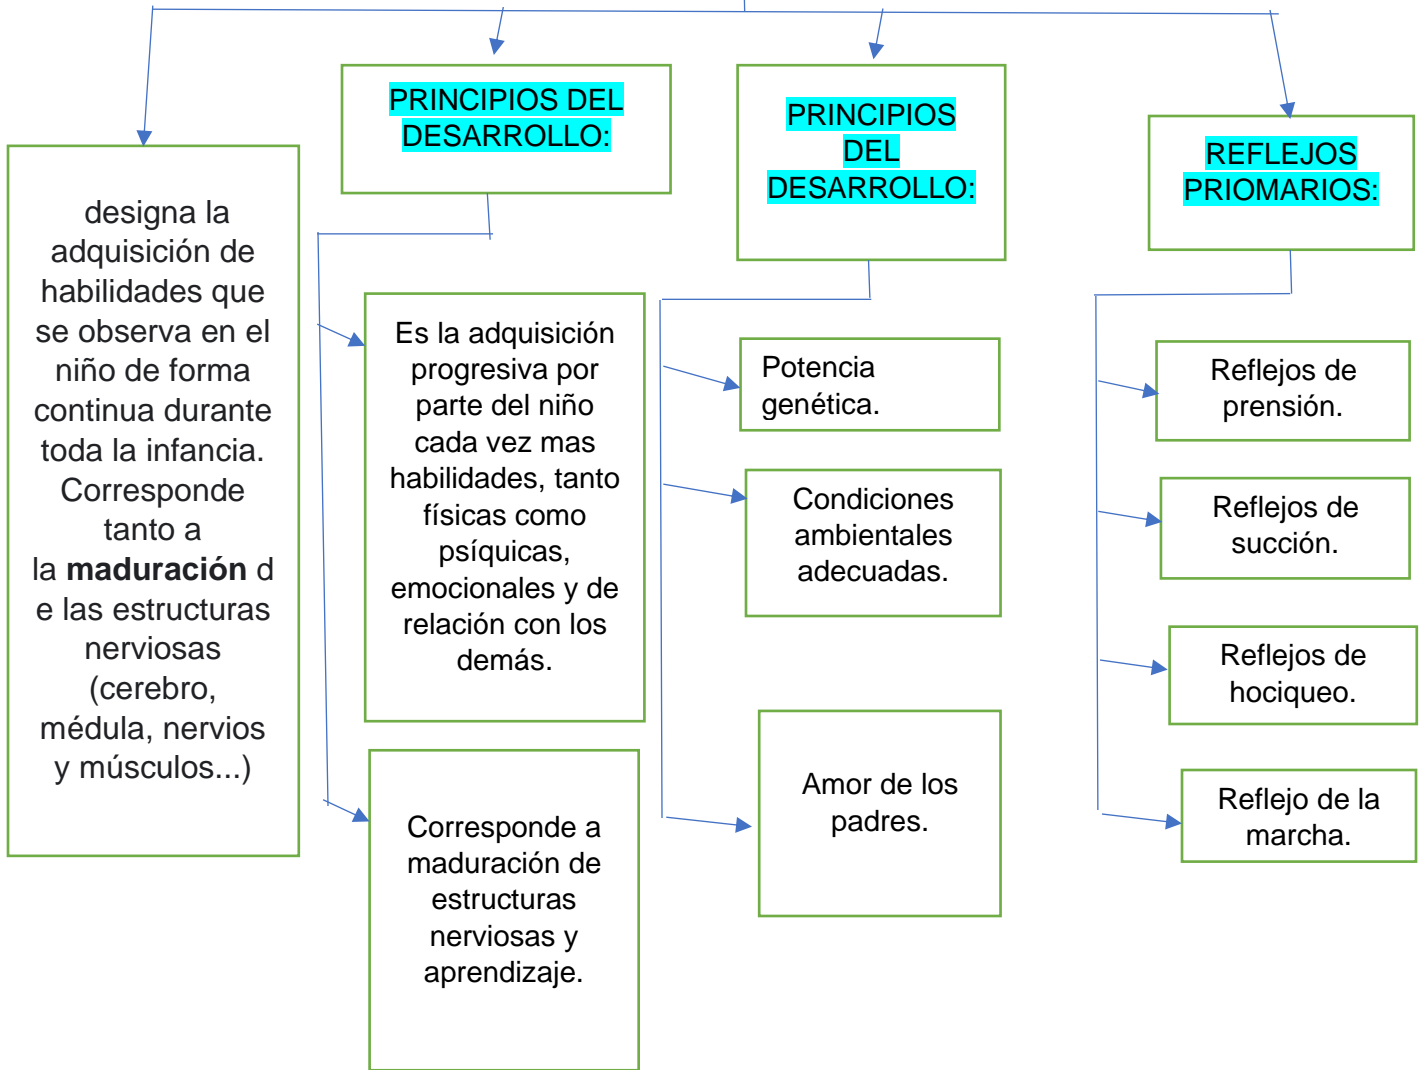 designa la
adquisición de
habilidades que
se observa en el
niño de forma
continua durante
toda la infancia.
Corresponde
tanto a
la maduración d
e las estructuras
nerviosas
(cerebro,
médula, nervios
y músculos...)
PRINCIPIOS DEL
DESARROLLO:
Es la adquisición
progresiva por
parte del niño
cada vez mas
habilidades, tanto
físicas como
psíquicas,
emocionales y de
relación con los
demás.
Corresponde a
maduración de
estructuras
nerviosas y
aprendizaje.
PRINCIPIOS
DEL
DESARROLLO:
Potencia
genética.
Condiciones
ambientales
adecuadas.
Amor de los
padres.
REFLEJOS
PRIOMARIOS:
Reflejos de
prensión.
Reflejos de
succión.
Reflejos de
hociqueo.
Reflejo de la
marcha.